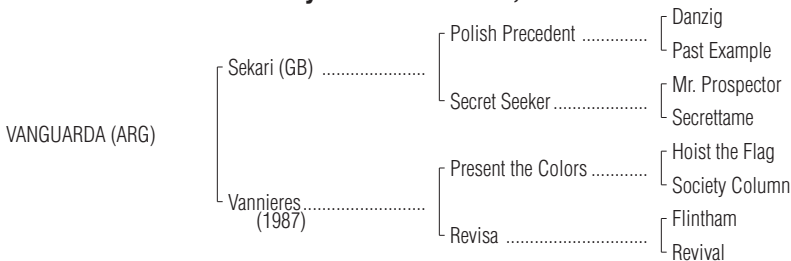 Danzig
Polish Precedent ..............
Past Example
Sekari (GB) ......................
Mr. Prospector
Secret Seeker ....................
Secrettame
VANGUARDA (ARG)
Hoist the Flag
Present the Colors ............
Society Column
Vannieres ..........................
(1987)
Flintham
Revisa ..............................
Revival